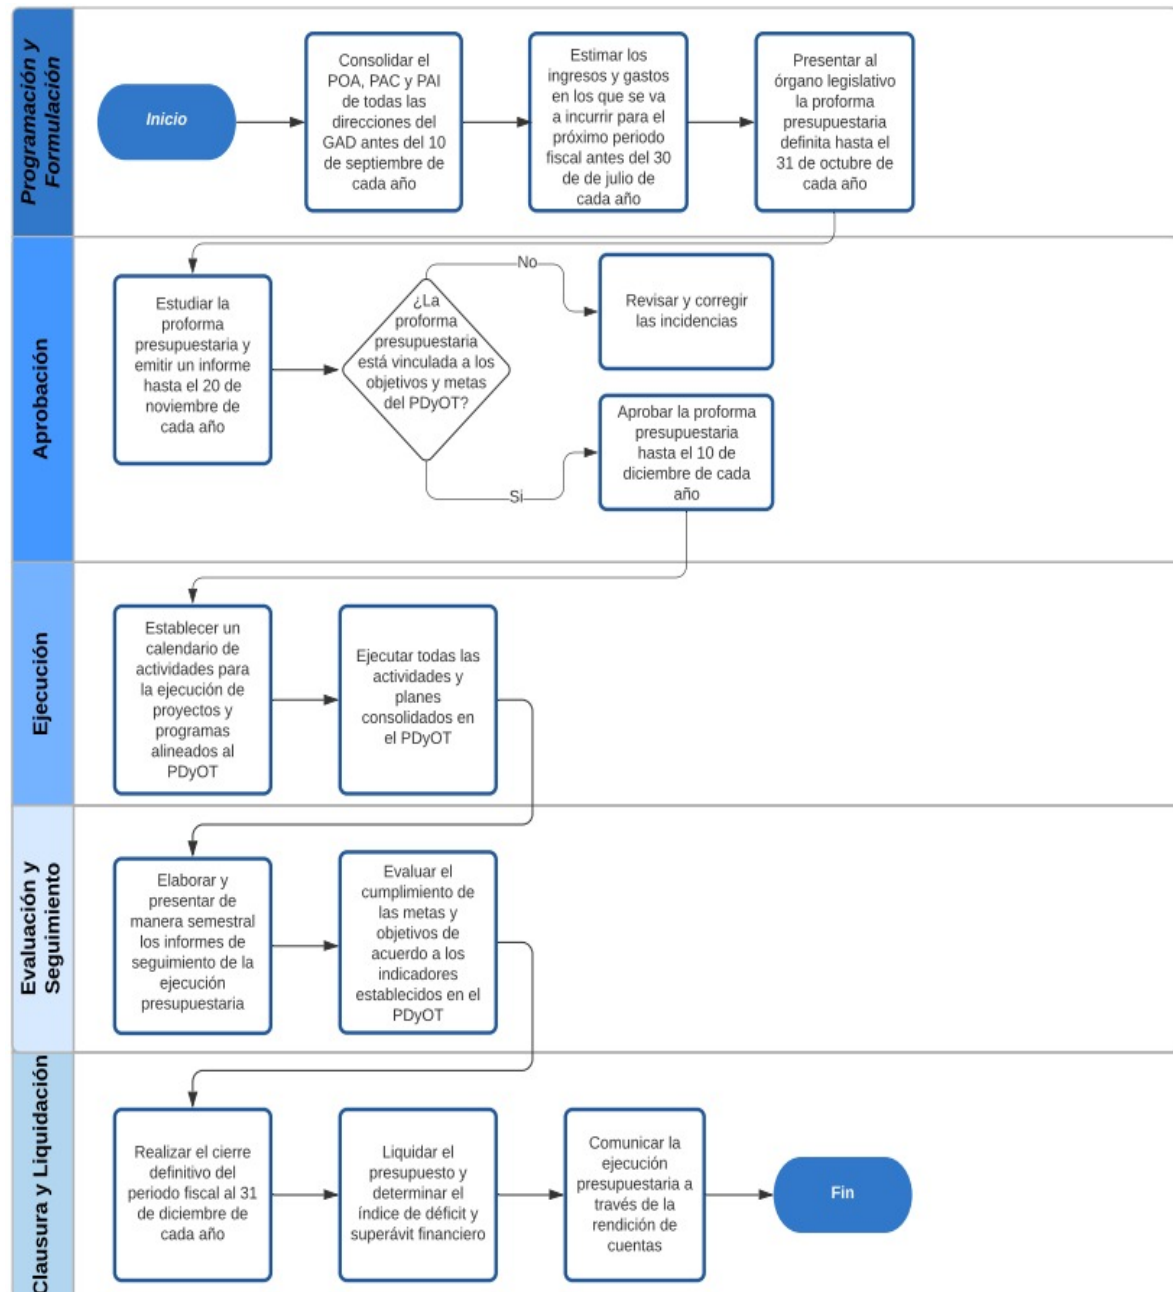 Programación y
Formulación
Inicio
Consolidar el
POA, PAC y PAI
de todas las
direcciones del
GAD antes del 10
de septiembre de
cada año
Estimar los
ingresos y gastos
en los que se va
a incurrir para el
próximo periodo
fiscal antes del 30
de de julio de
cada año
Presentar al
órgano legislativo
la proforma
presupuestaria
definita hasta el
31 de octubre de
cada año
Aprobación
Estudiar la
proforma
presupuestaria y
emitir un informe
hasta el 20 de
noviembre de
cada año
¿La
proforma
presupuestaria
está vinculada a los
objetivos y metas
del PDyOT?
No
Revisar y corregir
las incidencias
Si
Aprobar la proforma
presupuestaria
hasta el 10 de
diciembre de cada
año
Ejecución
Establecer un
calendario de
actividades para
la ejecución de
proyectos y
programas
alineados al
PDyOT
Ejecutar todas las
actividades y
planes
consolidados en
el PDyOT
Evaluación y
Seguimiento
Elaborar y
presentar de
manera semestral
los informes de
seguimiento de la
ejecución
presupuestaria
Evaluar el
cumplimiento de
las metas y
objetivos de
acuerdo a los
indicadores
establecidos en el
PDyOT
Clausura y Liquidación
Realizar el cierre
definitivo del
periodo fiscal al 31
de diciembre de
cada año
Liquidar el
presupuesto y
determinar el
índice de déficit y
superávit financiero
Comunicar la
ejecución
presupuestaria a
través de la
rendición de
cuentas
Fin